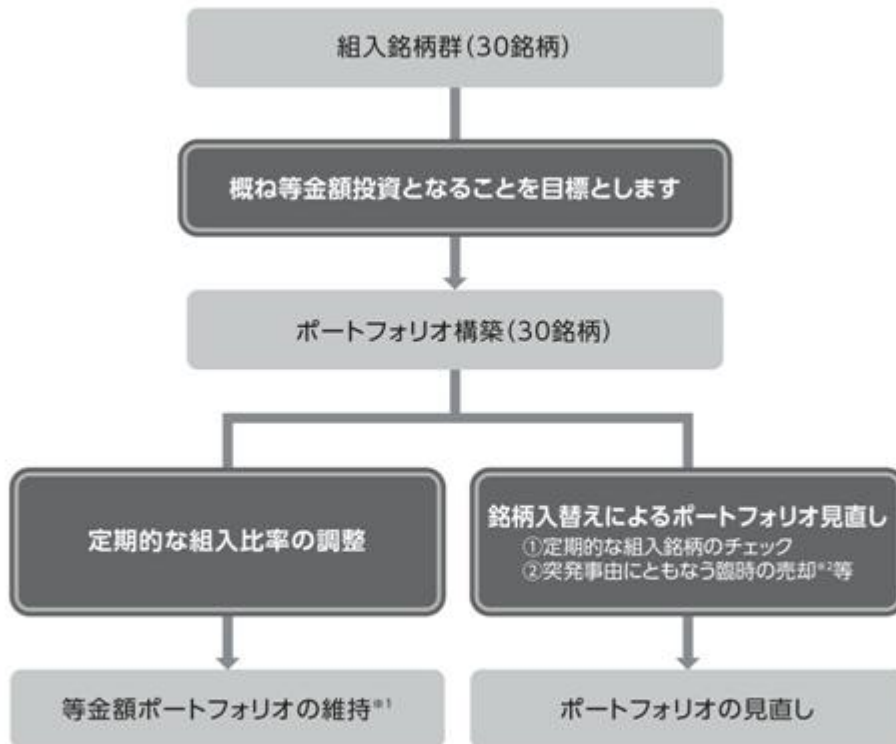 組入銘柄群(30銘柄)
概ね等金額投資となることを目標とします
ポートフォリオ構築(30銘柄)
定期的な組入比率の調整
銘柄入替えによるポートフォリオ見直し
①定期的な組入銘柄のチェック
②突発事由にともなう臨時の売却※2等
等金額ポートフォリオの維持※1
ポートフォリオの見直し